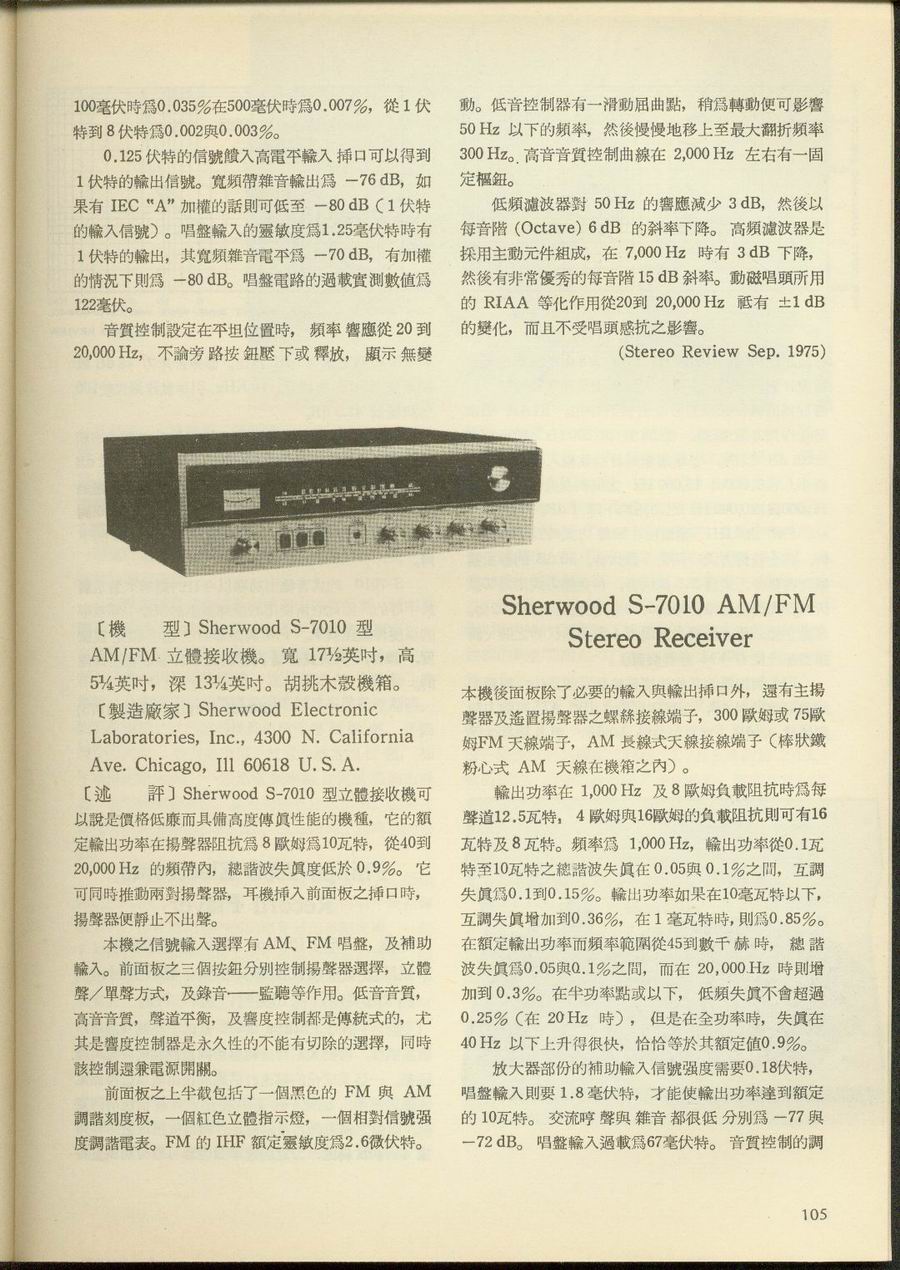 100毫伏時爲0.035%在500毫伏時爲0.007%，從1伏
特到8伏特爲0.002與0.003%。
0.125伏特的信號饋入高電平輸入揷口可以得到
1伏特的輸出信號。寬頻帶雜音輸出爲 −76 dB，如
果有 IEC “A” 加權的話則可低至 −80 dB（1伏特
的輸入信號）。唱盤輸入的靈敏度爲1.25毫伏特時有
1伏特的輸出，其寬頻雜音電平爲 −70 dB，有加權
的情況下則爲 −80 dB。唱盤電路的過載實測數值爲
122毫伏。
音質控制設定在平坦位置時，頻率響應從20到
20,000 Hz，不論旁路按鈕壓下或釋放，顯示無變
動。低音控制器有一滑動屈曲點，稍爲轉動便可影響
50 Hz 以下的頻率，然後慢慢地移上至最大翻折頻率
300 Hz。高音音質控制曲線在 2,000 Hz 左右有一固
定樞鈕。
低頻濾波器對 50 Hz 的響應減少 3 dB，然後以
每音階 (Octave) 6 dB 的斜率下降。高頻濾波器是
採用主動元件組成，在 7,000 Hz 時有 3 dB 下降，
然後有非常優秀的每音階 15 dB 斜率。動磁唱頭所用
的 RIAA 等化作用從20到 20,000 Hz 祗有 ±1 dB
的變化，而且不受唱頭感抗之影響。
(Stereo Review Sep. 1975)
〔機　型〕Sherwood S-7010 型
AM/FM 立體接收機。寬 17½英吋，高
5¼英吋，深 13¼英吋。胡挑木殼機箱。
〔製造廠家〕Sherwood Electronic
Laboratories, Inc., 4300 N. California
Ave. Chicago, Ill 60618 U. S. A.
〔述　評〕Sherwood S-7010 型立體接收機可
以說是價格低廉而具備高度傳眞性能的機種，它的額
定輸出功率在揚聲器阻抗爲8歐姆爲10瓦特，從40到
20,000 Hz 的頻帶內，總諧波失眞度低於 0.9%。它
可同時推動兩對揚聲器，耳機揷入前面板之揷口時，
揚聲器便靜止不出聲。
本機之信號輸入選擇有 AM、FM 唱盤，及補助
輸入。前面板之三個按鈕分別控制揚聲器選擇，立體
聲／單聲方式，及錄音——監聽等作用。低音音質，
高音音質，聲道平衡，及響度控制都是傳統式的，尤
其是響度控制器是永久性的不能有切除的選擇，同時
該控制還兼電源開關。
前面板之上半截包括了一個黑色的 FM 與 AM
調諧刻度板，一個紅色立體指示燈，一個相對信號强
度調諧電表。FM 的 IHF 額定靈敏度爲2.6微伏特。
Sherwood S-7010 AM/FM
Stereo Receiver
本機後面板除了必要的輸入與輸出揷口外，還有主揚
聲器及遙置揚聲器之螺絲接線端子，300 歐姆或 75歐
姆FM 天線端子，AM 長線式天線接線端子（棒狀鐵
粉心式 AM 天線在機箱之內）。
輸出功率在 1,000 Hz 及8歐姆負載阻抗時爲每
聲道12.5瓦特，4歐姆與16歐姆的負載阻抗則可有16
瓦特及8瓦特。頻率爲 1,000 Hz，輸出功率從0.1瓦
特至10瓦特之總諧波失眞在 0.05與 0.1%之間，互調
失眞爲0.1到0.15%。輸出功率如果在10毫瓦特以下，
互調失眞增加到0.36%，在1毫瓦特時，則爲0.85%。
在額定輸出功率而頻率範圍從45到數千赫時，總諧
波失眞爲0.05與0.1%之間，而在 20,000 Hz 時則增
加到 0.3%。在半功率點或以下，低頻失眞不會超過
0.25%（在 20 Hz 時），但是在全功率時，失眞在
40 Hz 以下上升得很快，恰恰等於其額定値0.9%。
放大器部份的補助輸入信號强度需要0.18伏特，
唱盤輸入則要 1.8 毫伏特，才能使輸出功率達到額定
的 10瓦特。交流哼聲與雜音都很低分別爲 −77 與
−72 dB。唱盤輸入過載爲67毫伏特。音質控制的調
105